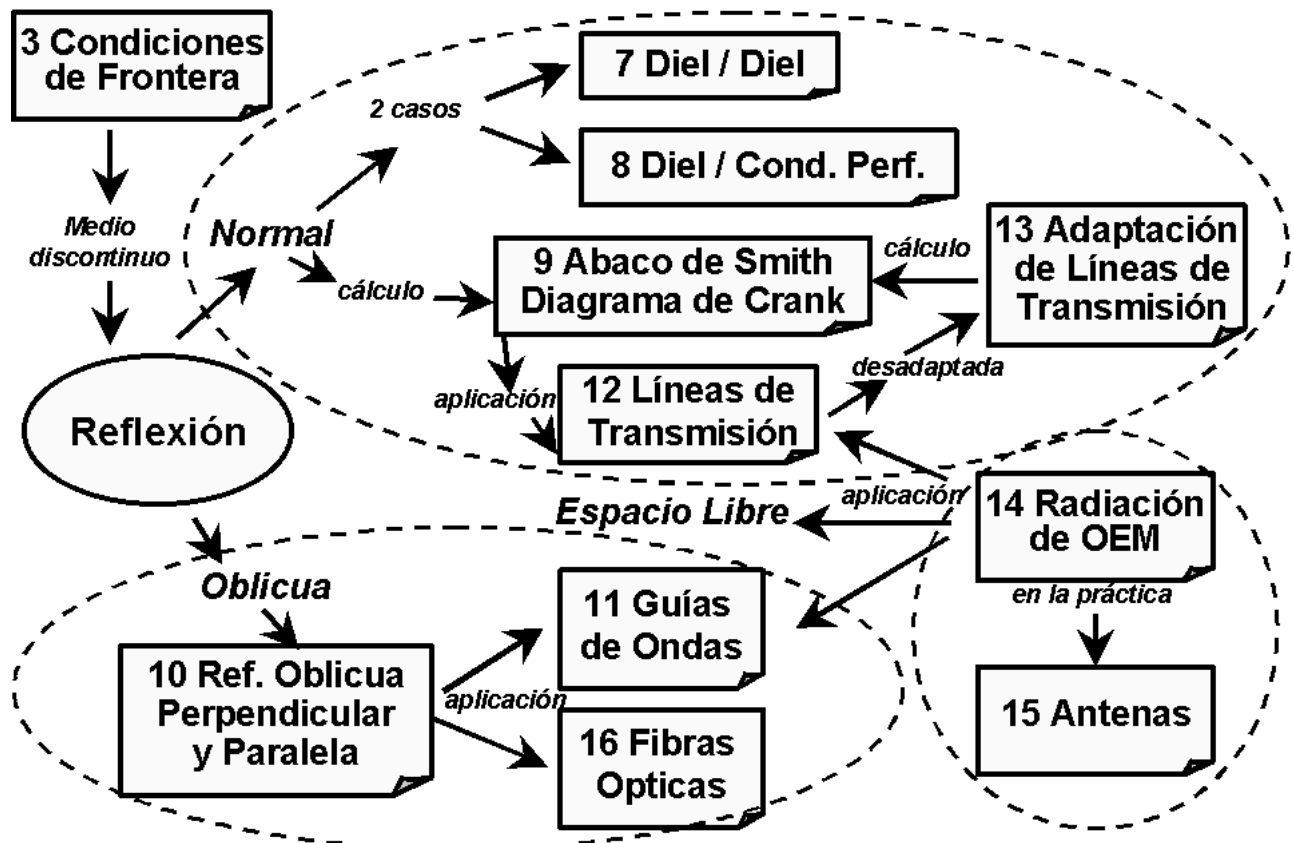 3 Condiciones
de Frontera
Medio
discontinuo
Reflexión
Normal
2 casos
7 Diel / Diel
8 Diel / Cond. Perf.
cálculo
9 Abaco de Smith
Diagrama de Crank
cálculo
13 Adaptación
de Líneas de
Transmisión
aplicación
12 Líneas de
Transmisión
desadaptada
Espacio Libre
aplicación
14 Radiación
de OEM
en la práctica
15 Antenas
Oblicua
10 Ref. Oblicua
Perpendicular
y Paralela
aplicación
11 Guías
de Ondas
16 Fibras
Opticas